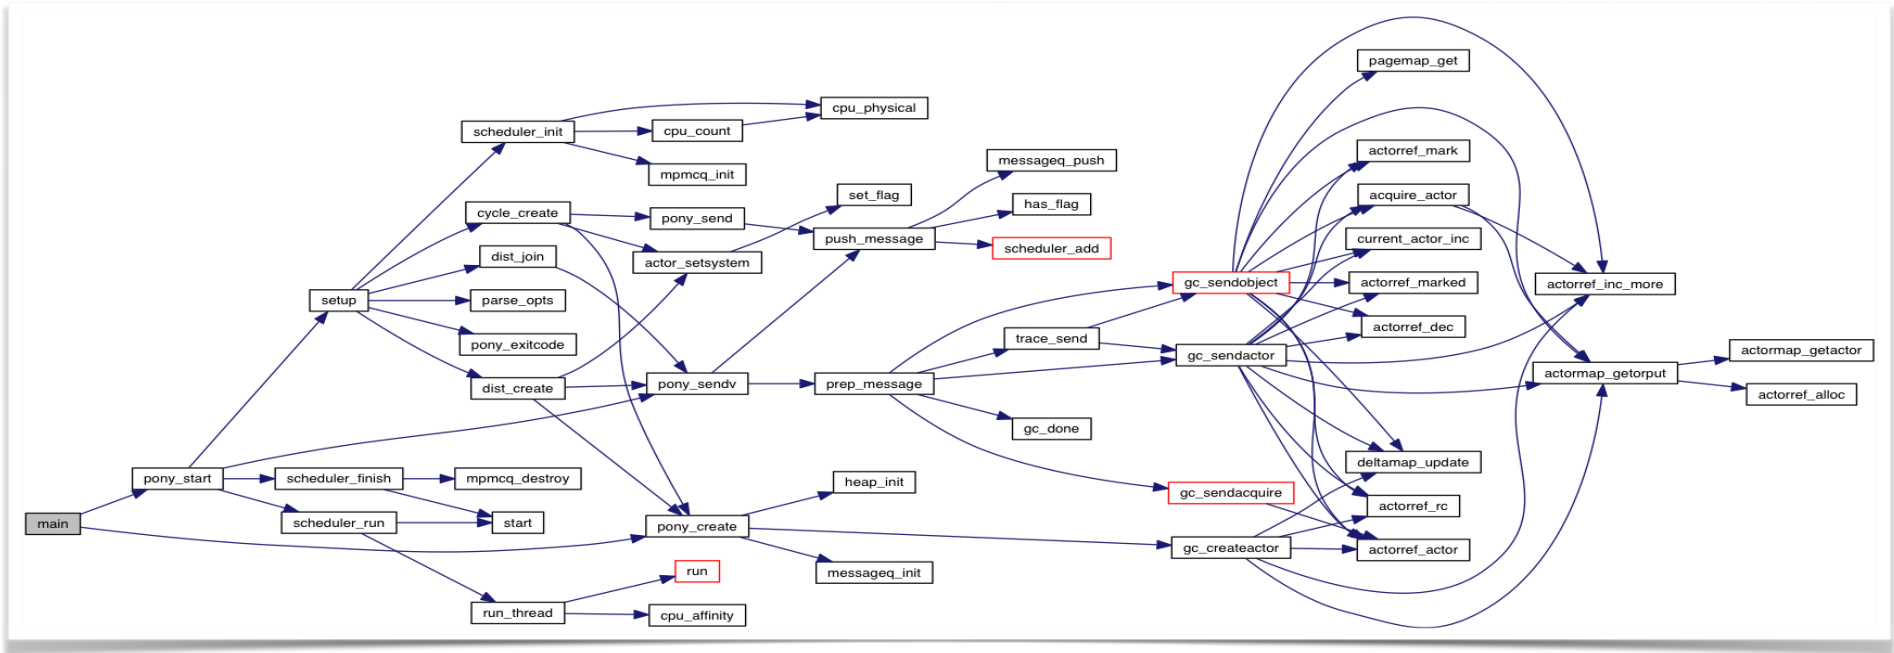 main
pony_start
setup
scheduler_finish
scheduler_run
scheduler_init
cycle_create
dist_join
parse_opts
pony_exitcode
dist_create
mpmcq_destroy
start
run_thread
cpu_count
mpmcq_init
pony_send
actor_setsystem
pony_sendv
pony_create
run
cpu_affinity
cpu_physical
set_flag
push_message
prep_message
heap_init
messageq_init
messageq_push
has_flag
scheduler_add
trace_send
gc_done
gc_sendobject
gc_sendactor
gc_sendacquire
gc_createactor
pagemap_get
actorref_mark
acquire_actor
current_actor_inc
actorref_marked
actorref_dec
deltamap_update
actorref_rc
actorref_actor
actorref_inc_more
actormap_getorput
actormap_getactor
actorref_alloc